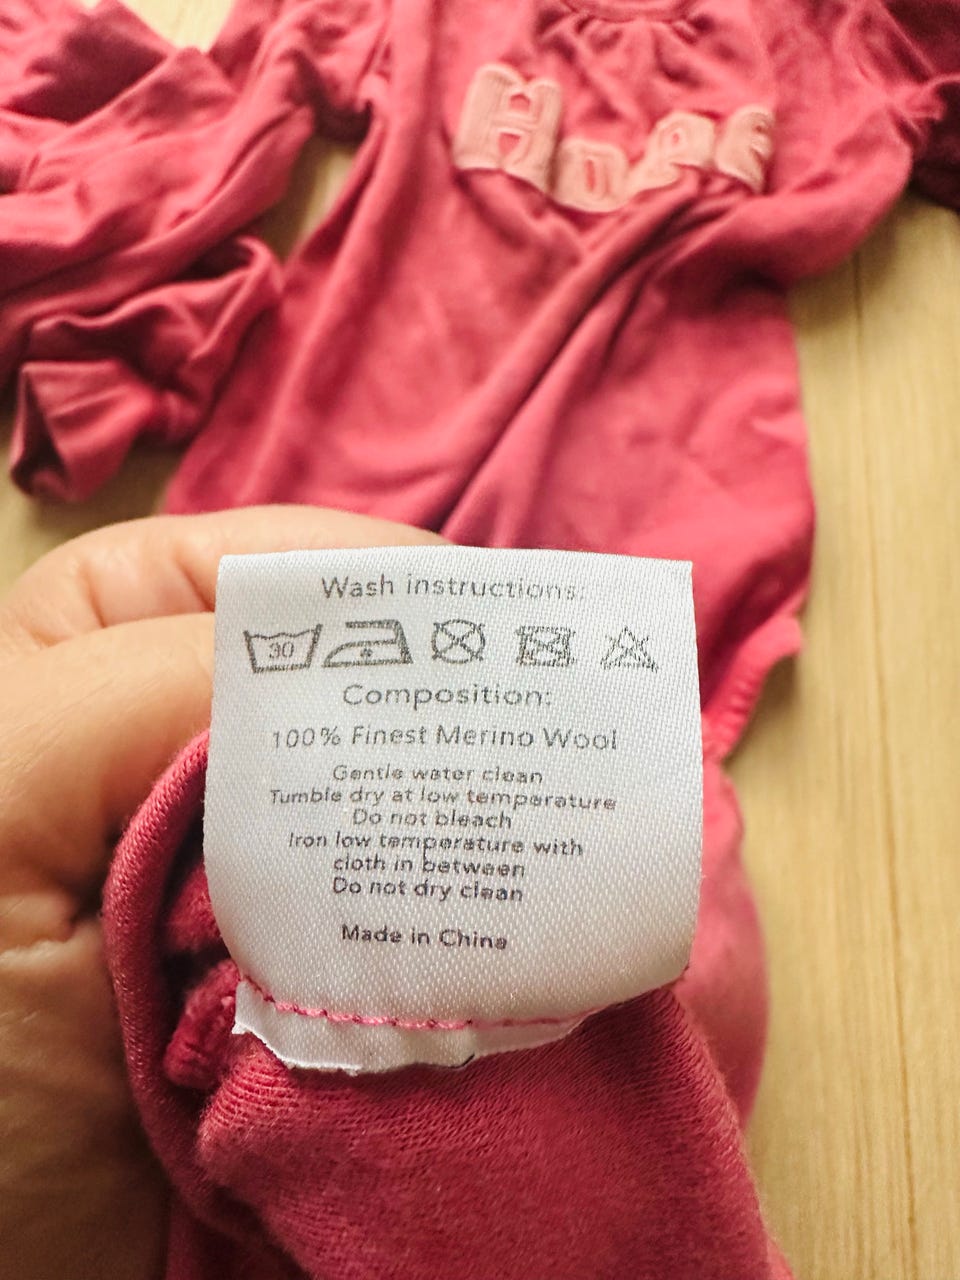 HOPE
Wash instructions:
30
Composition:
100% Finest Merino Wool
Gentle water clean
Tumble dry at low temperature
Do not bleach
Iron low temperature with
cloth in between
Do not dry clean
Made in China